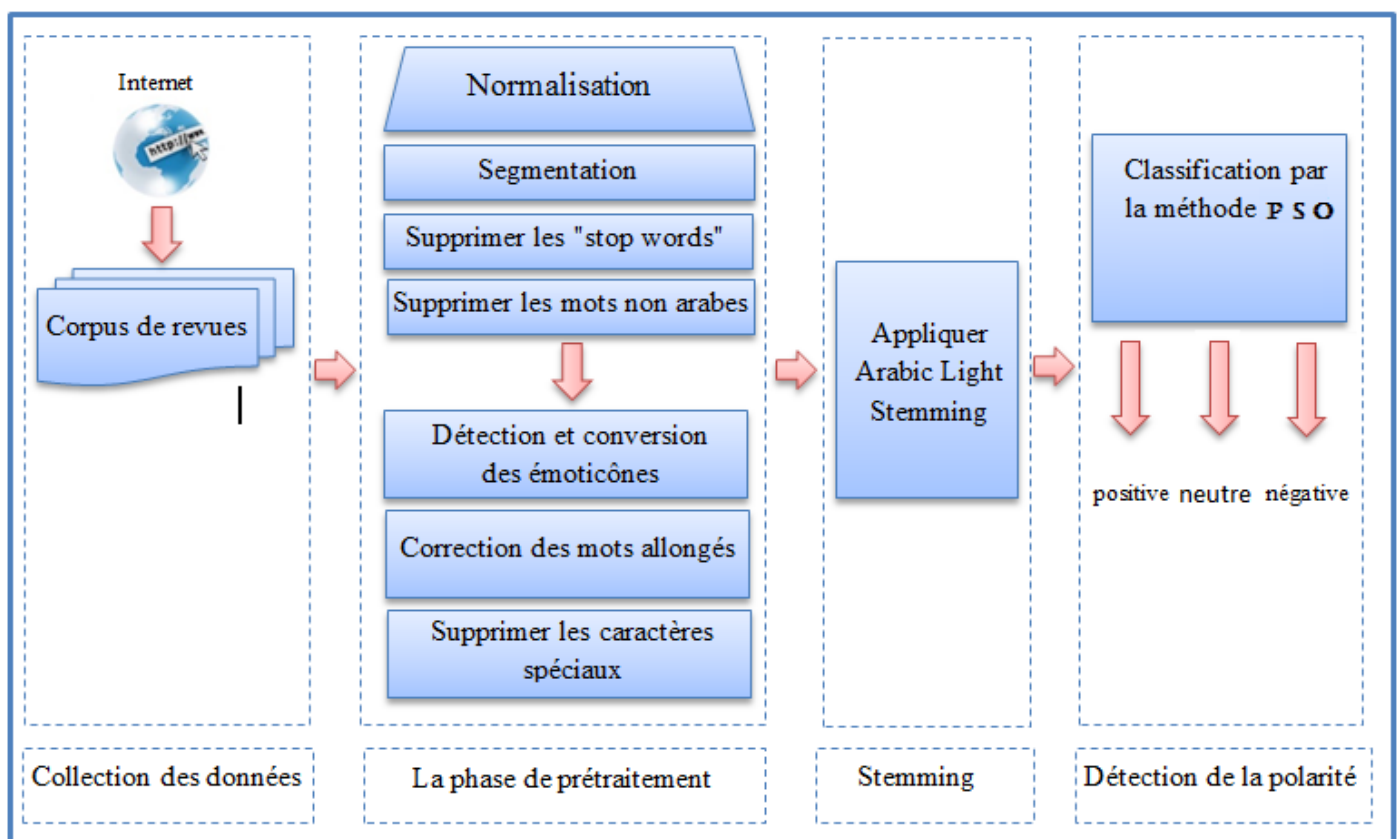 Internet
http://www
Corpus de revues
Normalisation
Segmentation
Supprimer les "stop words"
Supprimer les mots non arabes
Détection et conversion
des émoticônes
Correction des mots allongés
Supprimer les caractères
spéciaux
Appliquer
Arabic Light
Stemming
Classification par
la méthode P S O
positive neutre négative
Collection des données
La phase de prétraitement
Stemming
Détection de la polarité